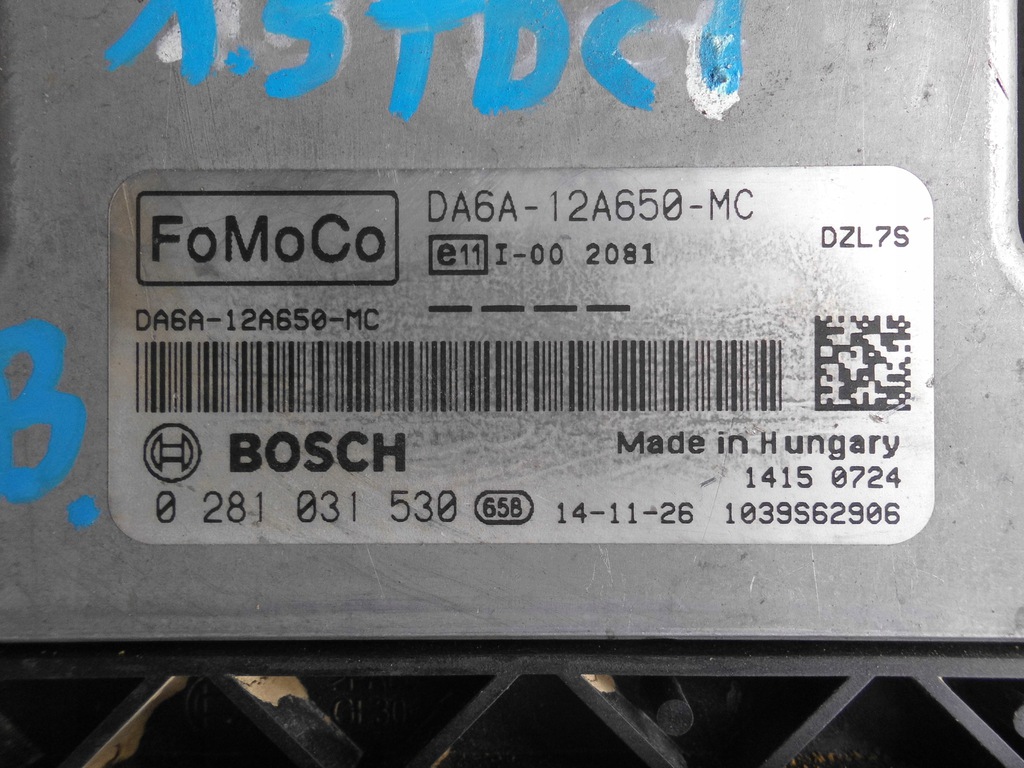 1.5TDCI
FoMoCo
DA6A-12A650-MC
e11 I-00 2081
DZL7S
— — — —
DA6A-12A650-MC
B.
BOSCH
Made in Hungary
1415 0724
0 281 031 530 65B 14-11-26 1039S62906